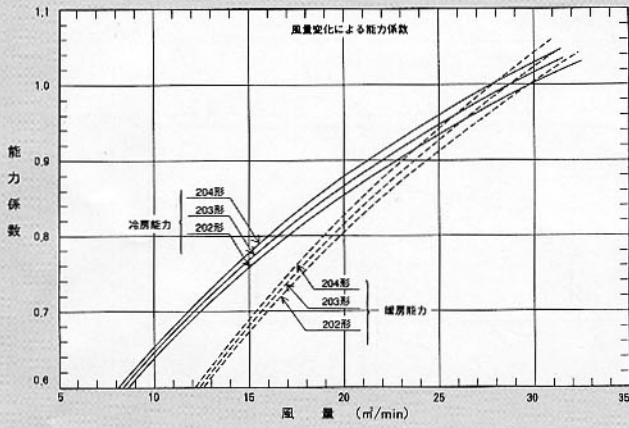 風量変化による能力係数
能力係数
1.1
1.0
0.9
0.8
0.7
0.6
冷房能力
204形
203形
202形
204形
203形
202形
暖房能力
5
10
15
20
25
30
35
風 量 (m³/min)